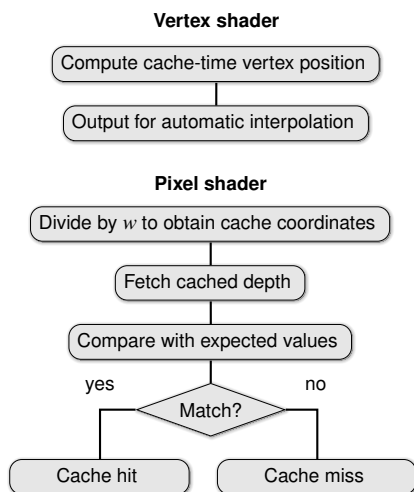 Vertex shader
Compute cache-time vertex position
Output for automatic interpolation
Pixel shader
Divide by w to obtain cache coordinates
Fetch cached depth
Compare with expected values
yes
no
Match?
Cache hit
Cache miss